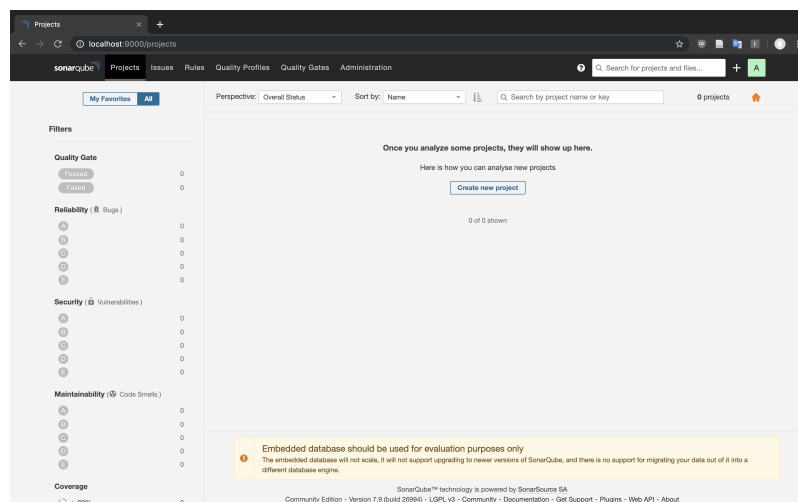 Projects
localhost:9000/projects
sonarqube Projects Issues Rules Quality Profiles Quality Gates Administration
Search for projects and files...
A
My Favorites All
Perspective: Overall Status Sort by: Name
Search by project name or key
0 projects
Filters
Quality Gate
Passed 0
Failed 0
Reliability ( Bugs )
A 0
B 0
C 0
D 0
E 0
Security ( Vulnerabilities )
A 0
B 0
C 0
D 0
E 0
Maintainability ( Code Smells )
A 0
B 0
C 0
D 0
E 0
Coverage
Once you analyze some projects, they will show up here.
Here is how you can analyse new projects
Create new project
0 of 0 shown
Embedded database should be used for evaluation purposes only
The embedded database will not scale, it will not support upgrading to newer versions of SonarQube, and there is no support for migrating your data out of it into a
different database engine.
SonarQube™ technology is powered by SonarSource SA
Community Edition - Version 7.9 (build 26994) - LGPL v3 - Community - Documentation - Get Support - Plugins - Web API - About